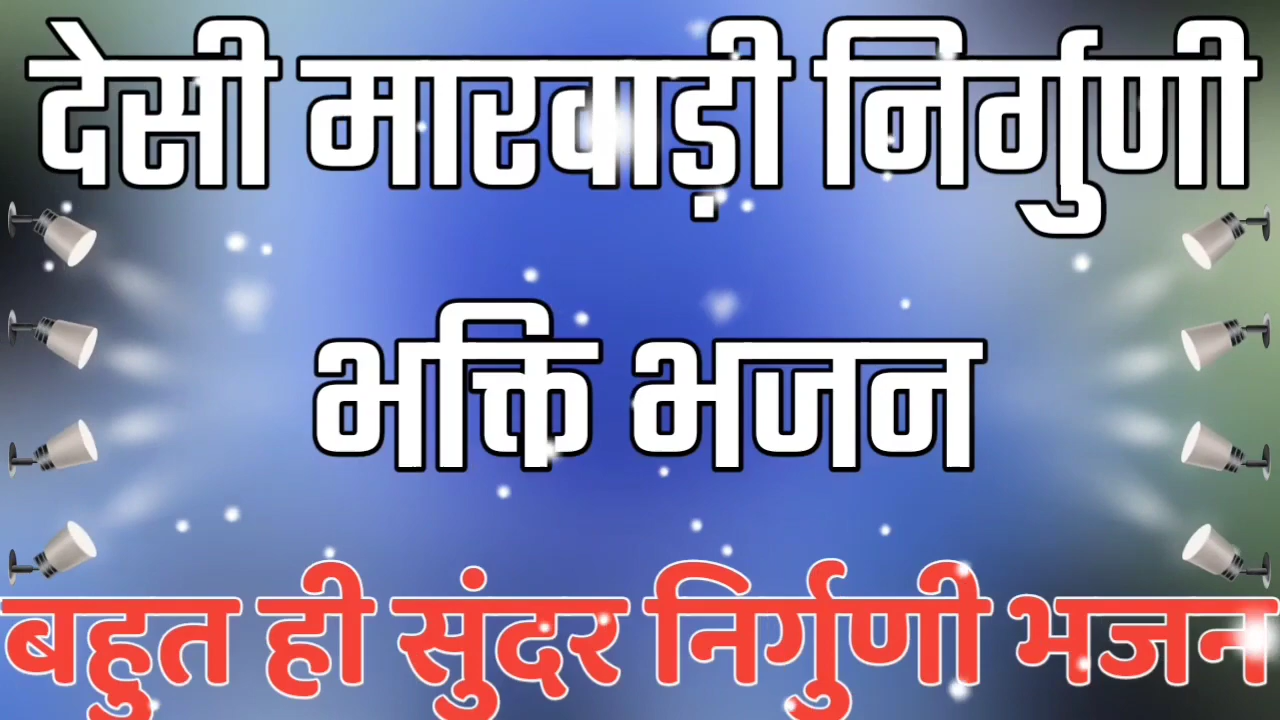 देसी मारवाड़ी निर्गुणी
भक्ति भजन
बहुत ही सुंदर निर्गुणी भजन